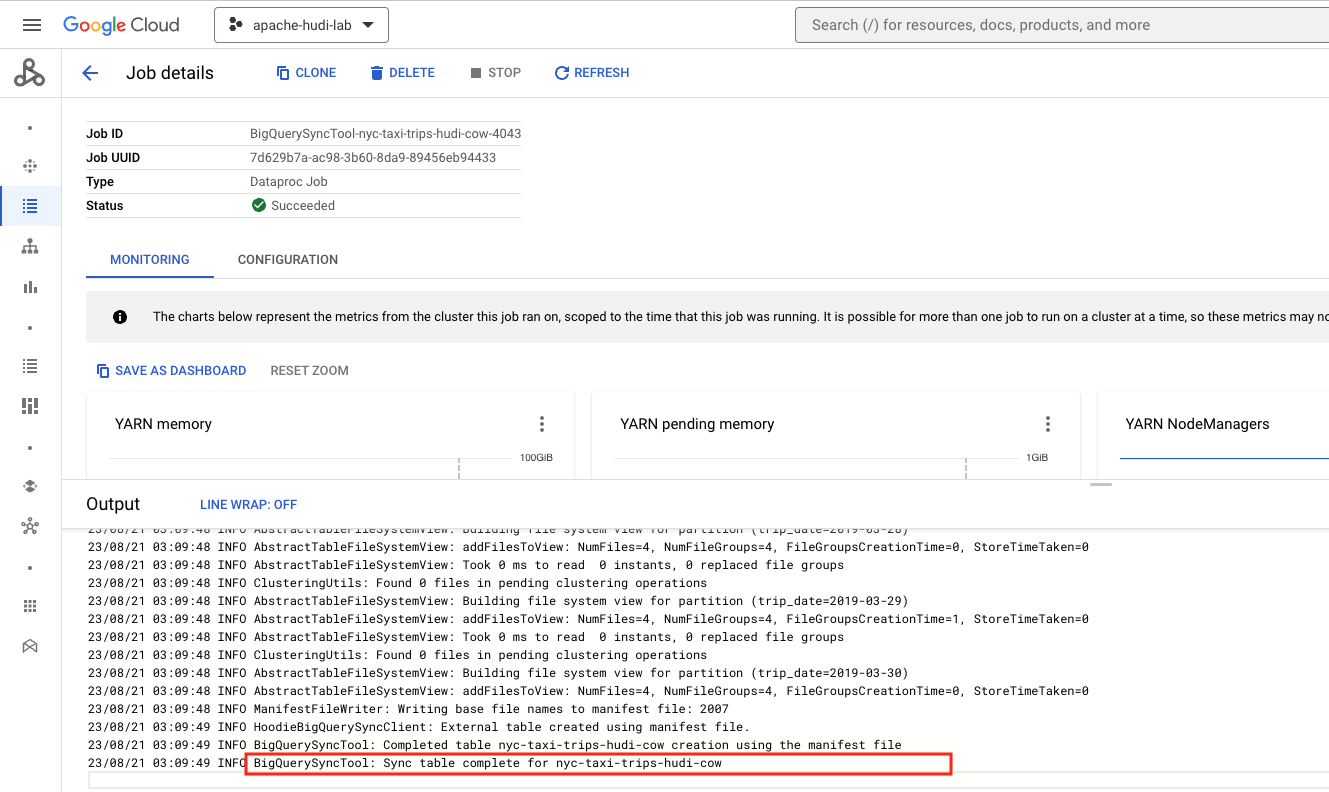 Google Cloud
apache-hudi-lab
Search (/) for resources, docs, products, and more
Job details
CLONE
DELETE
STOP
REFRESH
Job ID BigQuerySyncTool-nyc-taxi-trips-hudi-cow-4043
Job UUID 7d629b7a-ac98-3b60-8da9-89456eb94433
Type Dataproc Job
Status Succeeded
MONITORING CONFIGURATION
The charts below represent the metrics from the cluster this job ran on, scoped to the time that this job was running. It is possible for more than one job to run on a cluster at a time, so these metrics may
SAVE AS DASHBOARD RESET ZOOM
YARN memory
100GiB
YARN pending memory
1GiB
YARN NodeManagers
Output LINE WRAP: OFF
23/08/21 03:09:48 INFO AbstractTableFileSystemView: Building file system view for partition (trip_date=2019-03-28)
23/08/21 03:09:48 INFO AbstractTableFileSystemView: addFilesToView: NumFiles=4, NumFileGroups=4, FileGroupsCreationTime=0, StoreTimeTaken=0
23/08/21 03:09:48 INFO AbstractTableFileSystemView: Took 0 ms to read  0 instants, 0 replaced file groups
23/08/21 03:09:48 INFO ClusteringUtils: Found 0 files in pending clustering operations
23/08/21 03:09:48 INFO AbstractTableFileSystemView: Building file system view for partition (trip_date=2019-03-29)
23/08/21 03:09:48 INFO AbstractTableFileSystemView: addFilesToView: NumFiles=4, NumFileGroups=4, FileGroupsCreationTime=1, StoreTimeTaken=0
23/08/21 03:09:48 INFO AbstractTableFileSystemView: Took 0 ms to read  0 instants, 0 replaced file groups
23/08/21 03:09:48 INFO ClusteringUtils: Found 0 files in pending clustering operations
23/08/21 03:09:48 INFO AbstractTableFileSystemView: Building file system view for partition (trip_date=2019-03-30)
23/08/21 03:09:48 INFO AbstractTableFileSystemView: addFilesToView: NumFiles=4, NumFileGroups=4, FileGroupsCreationTime=0, StoreTimeTaken=0
23/08/21 03:09:48 INFO ManifestFileWriter: Writing base file names to manifest file: 2007
23/08/21 03:09:49 INFO HoodieBigQuerySyncClient: External table created using manifest file.
23/08/21 03:09:49 INFO BigQuerySyncTool: Completed table nyc-taxi-trips-hudi-cow creation using the manifest file
23/08/21 03:09:49 INFO BigQuerySyncTool: Sync table complete for nyc-taxi-trips-hudi-cow